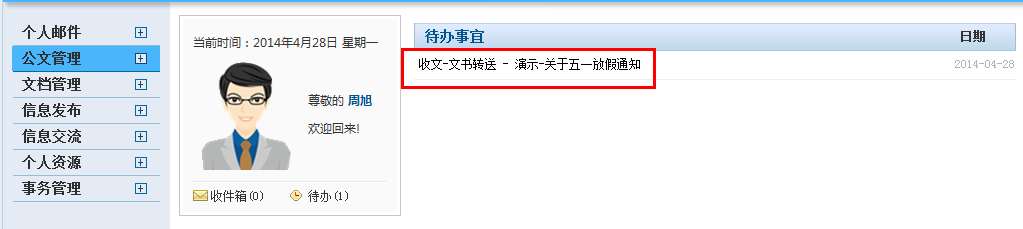 个人邮件
公文管理
文档管理
信息发布
信息交流
个人资源
事务管理
当前时间：2014年4月28日 星期一
尊敬的 周旭
欢迎回来!
收件箱(0) 待办(1)
待办事宜 日期
收文-文书转送 - 演示-关于五一放假通知 2014-04-28